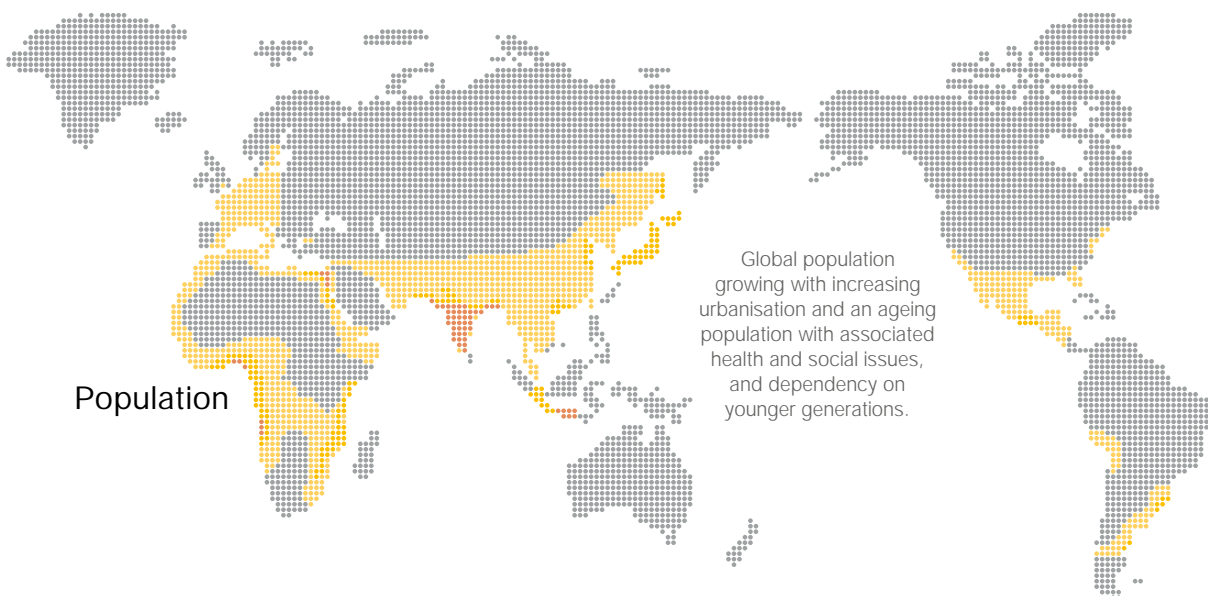 Population
Global population
growing with increasing
urbanisation and an ageing
population with associated
health and social issues,
and dependency on
younger generations.